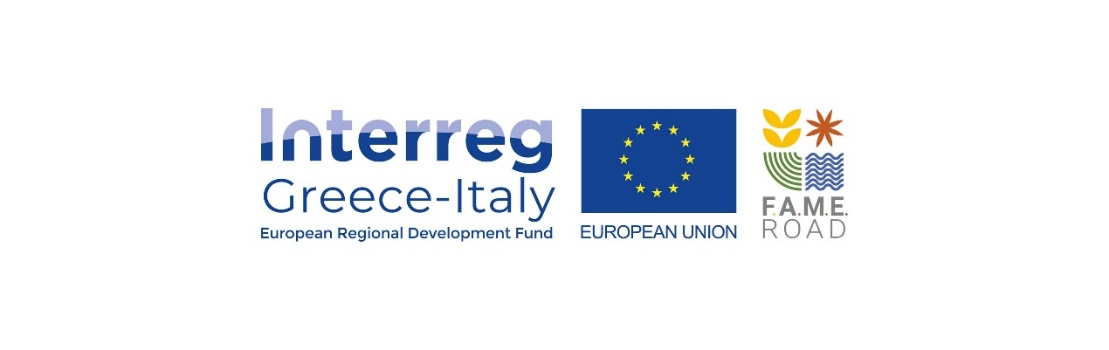 Interreg
Greece-Italy
European Regional Development Fund
EUROPEAN UNION
F.A.M.E.
ROAD